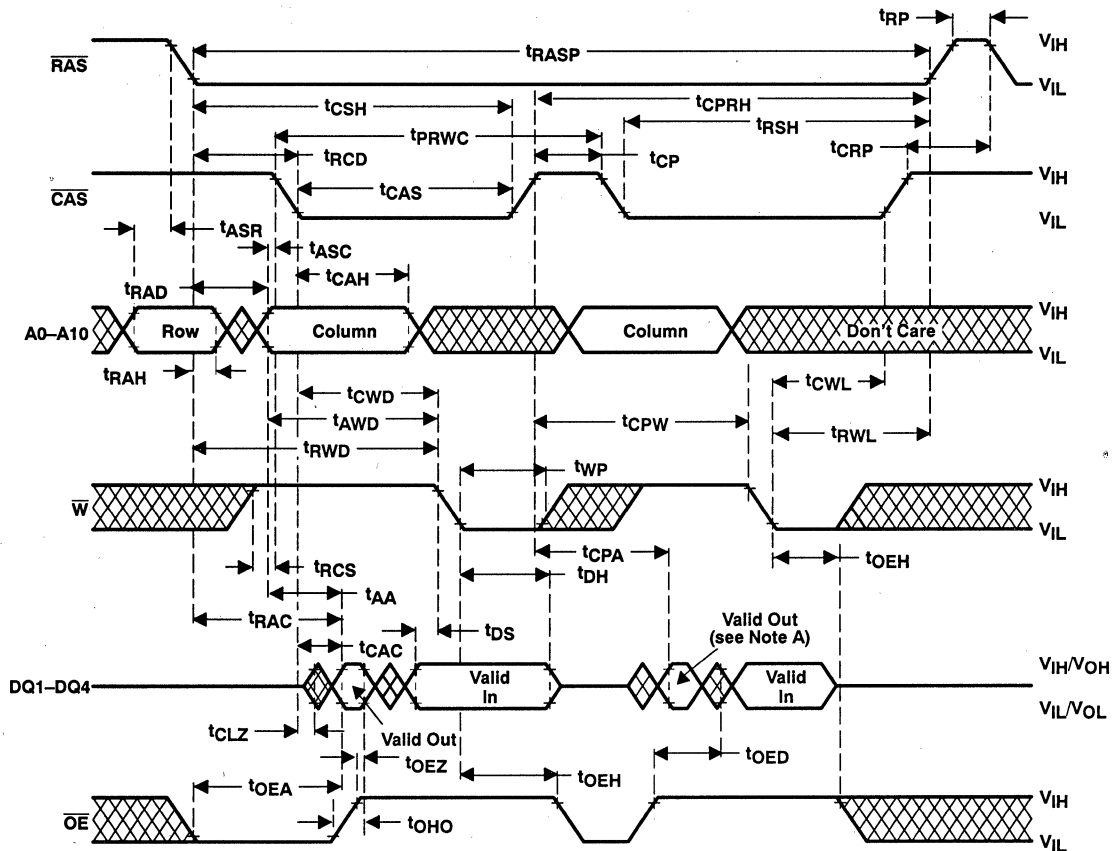 tRP
VIH
tRASP
RAS
VIL
tCSH
tCPRH
tPRWC
tRSH
tRCD
tCP
tCRP
VIH
CAS
tCAS
VIL
tASR
tASC
tCAH
tRAD
VIH
A0–A10
Row
Column
Column
Don't Care
VIL
tRAH
tCWD
tCWL
tAWD
tCPW
tRWL
tRWD
tWP
VIH
W
VIL
tCPA
tOEH
tRCS
tDH
tAA
tRAC
tDS
Valid Out
(see Note A)
tCAC
VIH/VOH
DQ1–DQ4
Valid
In
Valid
In
VIL/VOL
tCLZ
Valid Out
tOEZ
tOED
tOEA
tOEH
VIH
tOHO
OE
VIL